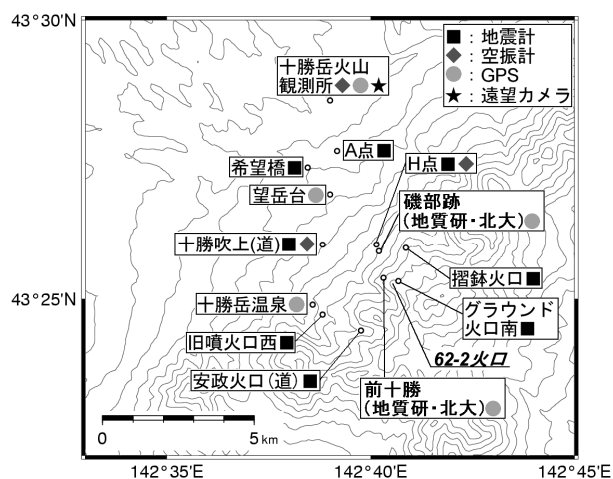 43°30'N
■：地震計
◆：空振計
●：GPS
★：遠望カメラ
十勝岳火山
観測所◆●★
A点■
H点■◆
希望橋■
望岳台●
磯部跡
(地質研・北大)●
十勝吹上(道)■◆
摺鉢火口■
43°25'N
十勝岳温泉●
グラウンド
火口南■
旧噴火口西■
62-2火口
安政火口(道)■
前十勝
(地質研・北大)●
0 5 km
142°35'E 142°40'E 142°45'E